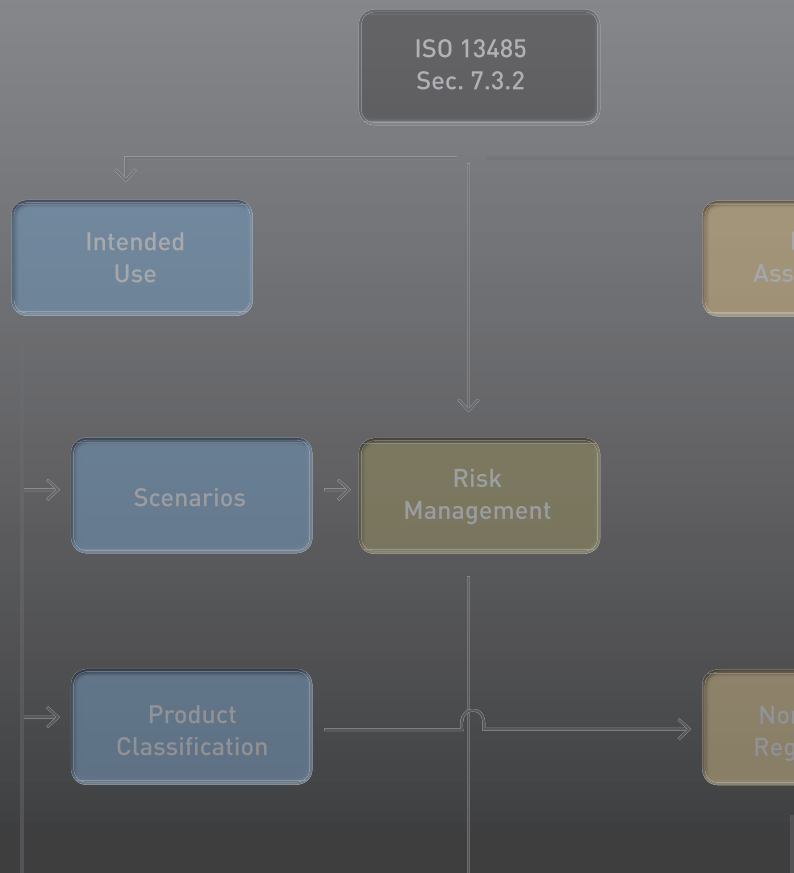 ISO 13485
Sec. 7.3.2
Intended
Use
Scenarios
Risk
Management
Product
Classification